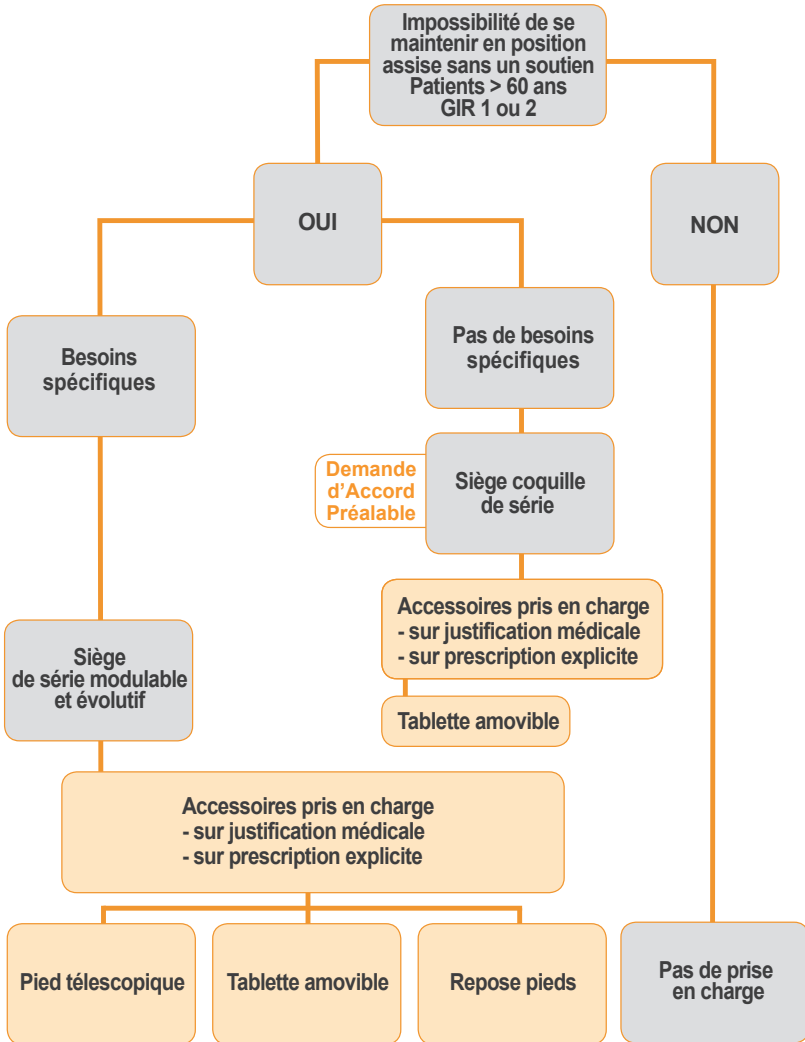 Impossibilité de se
maintenir en position
assise sans un soutien
Patients > 60 ans
GIR 1 ou 2
OUI
NON
Besoins
spécifiques
Pas de besoins
spécifiques
Demande
d'Accord
Préalable
Siège coquille
de série
Accessoires pris en charge
- sur justification médicale
- sur prescription explicite
Tablette amovible
Siège
de série modulable
et évolutif
Accessoires pris en charge
- sur justification médicale
- sur prescription explicite
Pied télescopique
Tablette amovible
Repose pieds
Pas de prise
en charge